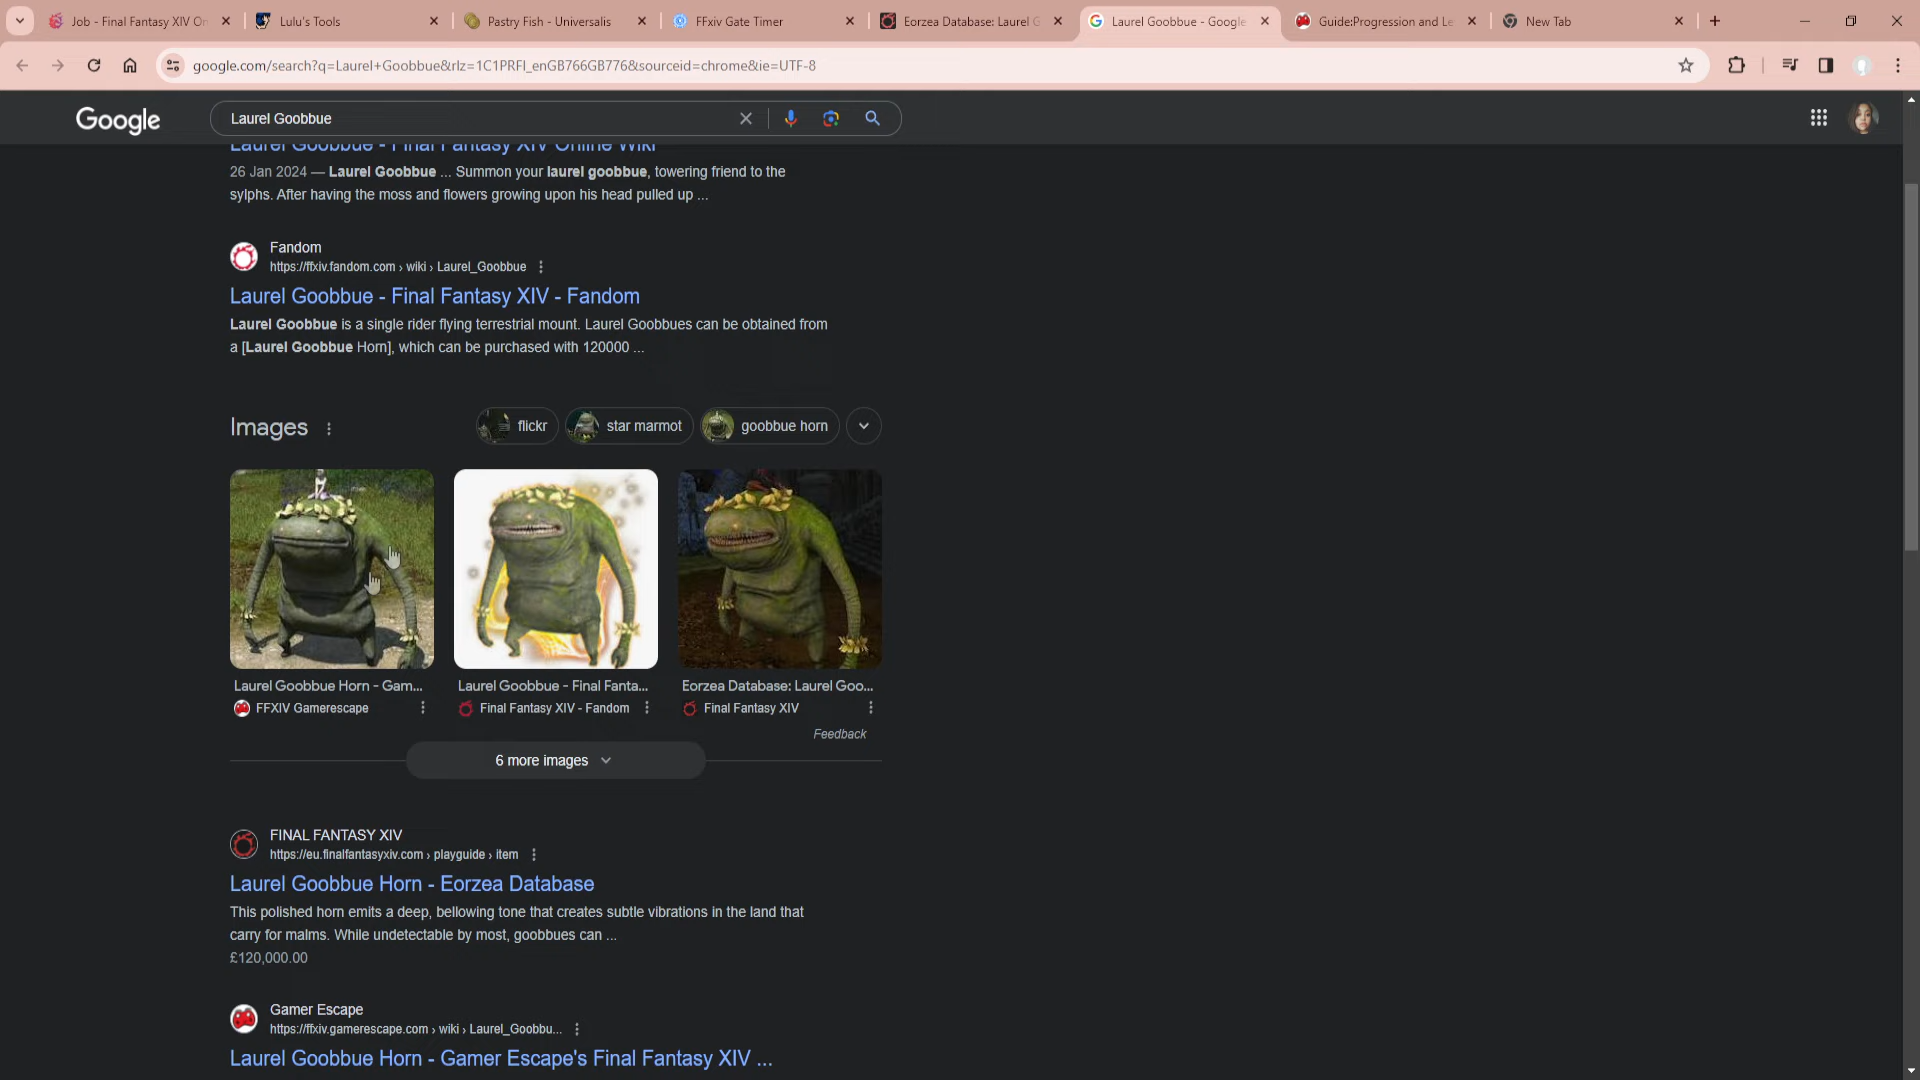 Job - Final Fantasy XIV On
Lulu's Tools
Pastry Fish - Universalis
FFxiv Gate Timer
Eorzea Database: Laurel G
Laurel Goobbue - Google
Guide:Progression and Le
New Tab
google.com/search?q=Laurel+Goobbue&rlz=1C1PRFI_enGB766GB776&sourceid=chrome&ie=UTF-8
Google
Laurel Goobbue
Laurel Goobbue - Final Fantasy XIV Online Wiki
26 Jan 2024 — Laurel Goobbue ... Summon your laurel goobbue, towering friend to the
sylphs. After having the moss and flowers growing upon his head pulled up ...
Fandom
https://ffxiv.fandom.com › wiki › Laurel_Goobbue
Laurel Goobbue - Final Fantasy XIV - Fandom
Laurel Goobbue is a single rider flying terrestrial mount. Laurel Goobbues can be obtained from
a [Laurel Goobbue Horn], which can be purchased with 120000 ...
Images
flickr
star marmot
goobbue horn
Laurel Goobbue Horn - Gam...
FFXIV Gamerescape
Laurel Goobbue - Final Fanta...
Final Fantasy XIV - Fandom
Eorzea Database: Laurel Goo...
Final Fantasy XIV
Feedback
6 more images
FINAL FANTASY XIV
https://eu.finalfantasyxiv.com › playguide › item
Laurel Goobbue Horn - Eorzea Database
This polished horn emits a deep, bellowing tone that creates subtle vibrations in the land that
carry for malms. While undetectable by most, goobbues can ...
£120,000.00
Gamer Escape
https://ffxiv.gamerescape.com › wiki › Laurel_Goobbu...
Laurel Goobbue Horn - Gamer Escape's Final Fantasy XIV ...